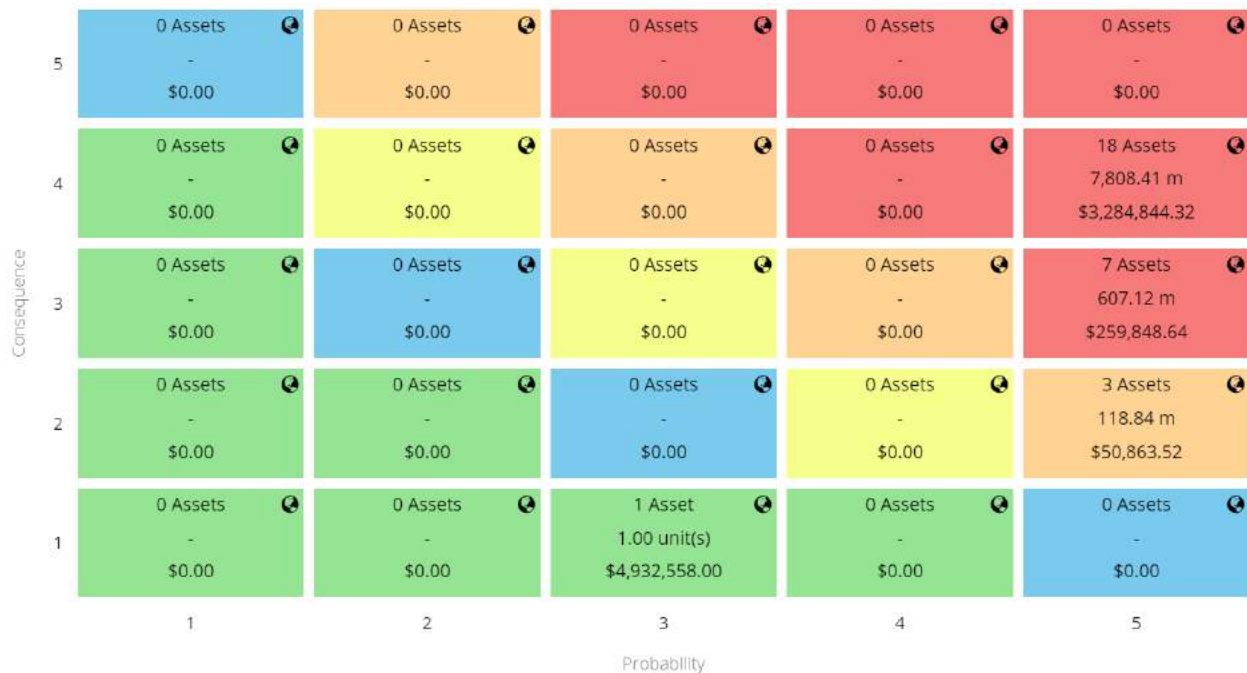 0 Assets 0 Assets 0 Assets 0 Assets 0 Assets
5 - - - - -
$0.00 $0.00 $0.00 $0.00 $0.00
0 Assets 0 Assets 0 Assets 0 Assets 18 Assets
4 - - - - 7,808.41 m
$0.00 $0.00 $0.00 $0.00 $3,284,844.32
Consequence
0 Assets 0 Assets 0 Assets 0 Assets 7 Assets
3 - - - - 607.12 m
$0.00 $0.00 $0.00 $0.00 $259,848.64
0 Assets 0 Assets 0 Assets 0 Assets 3 Assets
2 - - - - 118.84 m
$0.00 $0.00 $0.00 $0.00 $50,863.52
0 Assets 0 Assets 1 Asset 0 Assets 0 Assets
1 - - 1.00 unit(s) - -
$0.00 $0.00 $4,932,558.00 $0.00 $0.00
1 2 3 4 5
Probability